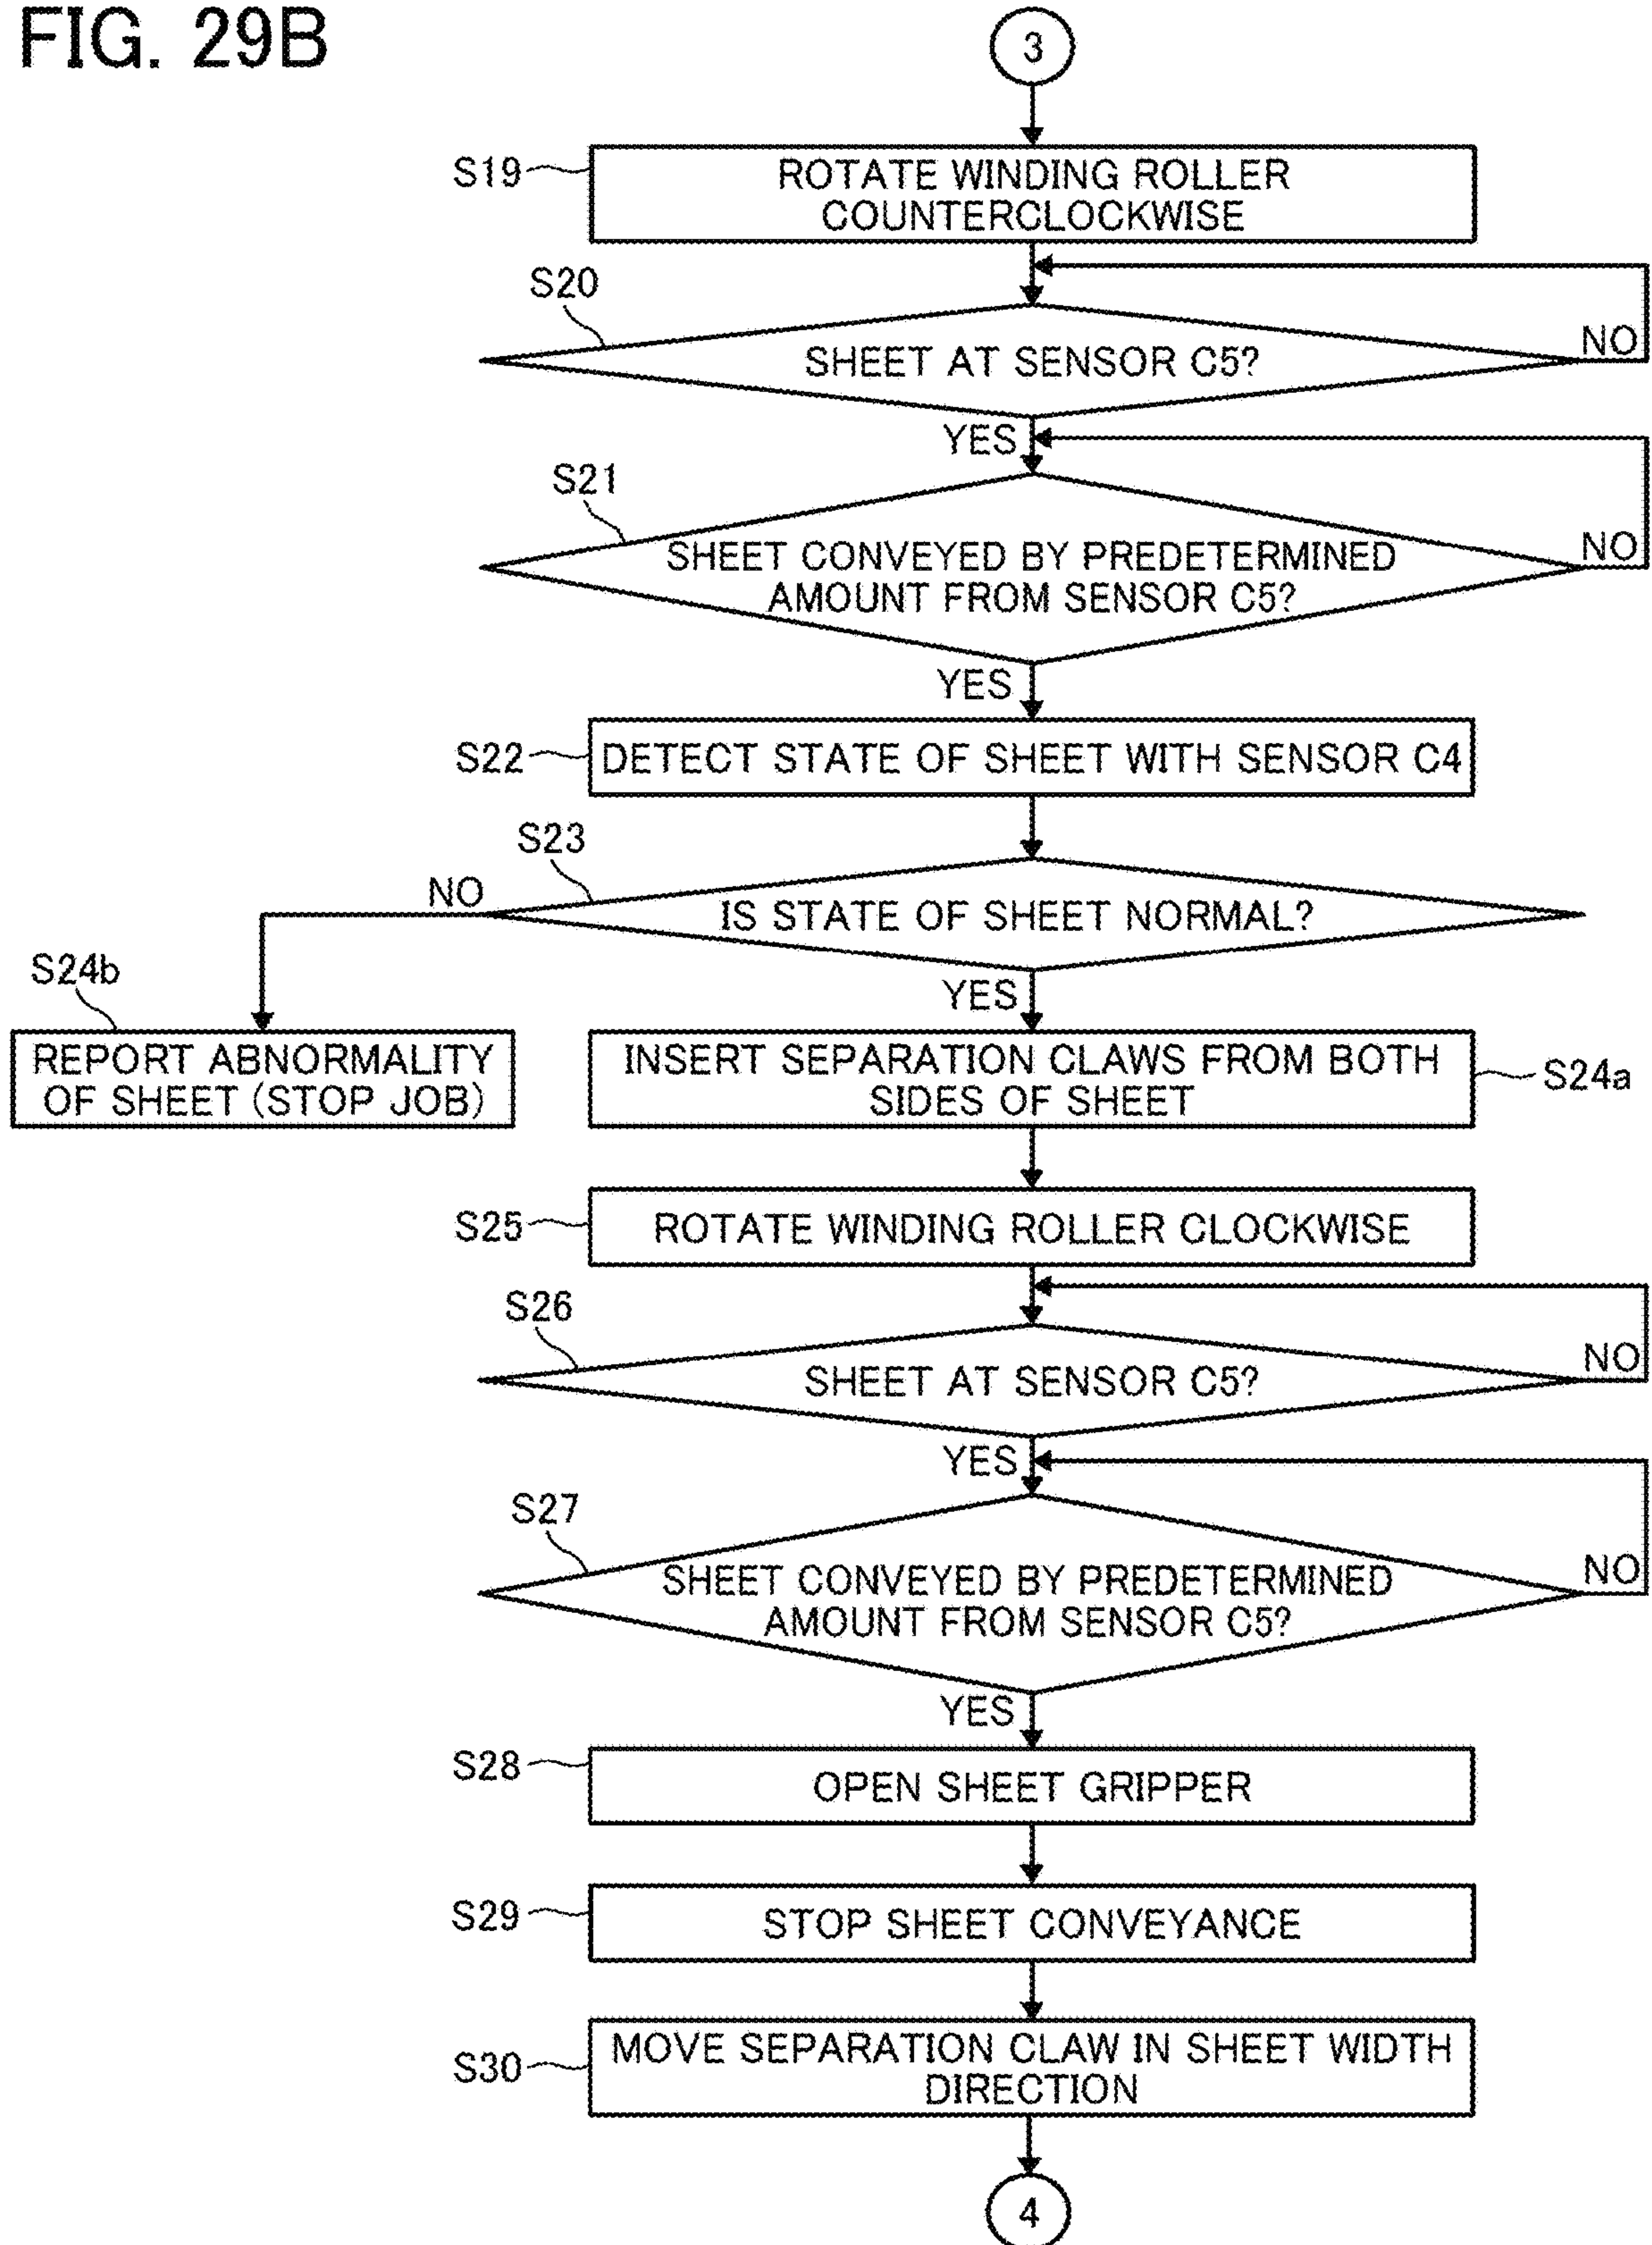 FIG. 29B
3
S19
ROTATE WINDING ROLLER
COUNTERCLOCKWISE
S20
SHEET AT SENSOR C5?
NO
YES
S21
SHEET CONVEYED BY PREDETERMINED
AMOUNT FROM SENSOR C5?
NO
YES
S22
DETECT STATE OF SHEET WITH SENSOR C4
S23
NO
IS STATE OF SHEET NORMAL?
YES
S24b
REPORT ABNORMALITY
OF SHEET (STOP JOB)
INSERT SEPARATION CLAWS FROM BOTH
SIDES OF SHEET
S24a
S25
ROTATE WINDING ROLLER CLOCKWISE
S26
SHEET AT SENSOR C5?
NO
YES
S27
SHEET CONVEYED BY PREDETERMINED
AMOUNT FROM SENSOR C5?
NO
YES
S28
OPEN SHEET GRIPPER
S29
STOP SHEET CONVEYANCE
S30
MOVE SEPARATION CLAW IN SHEET WIDTH
DIRECTION
4